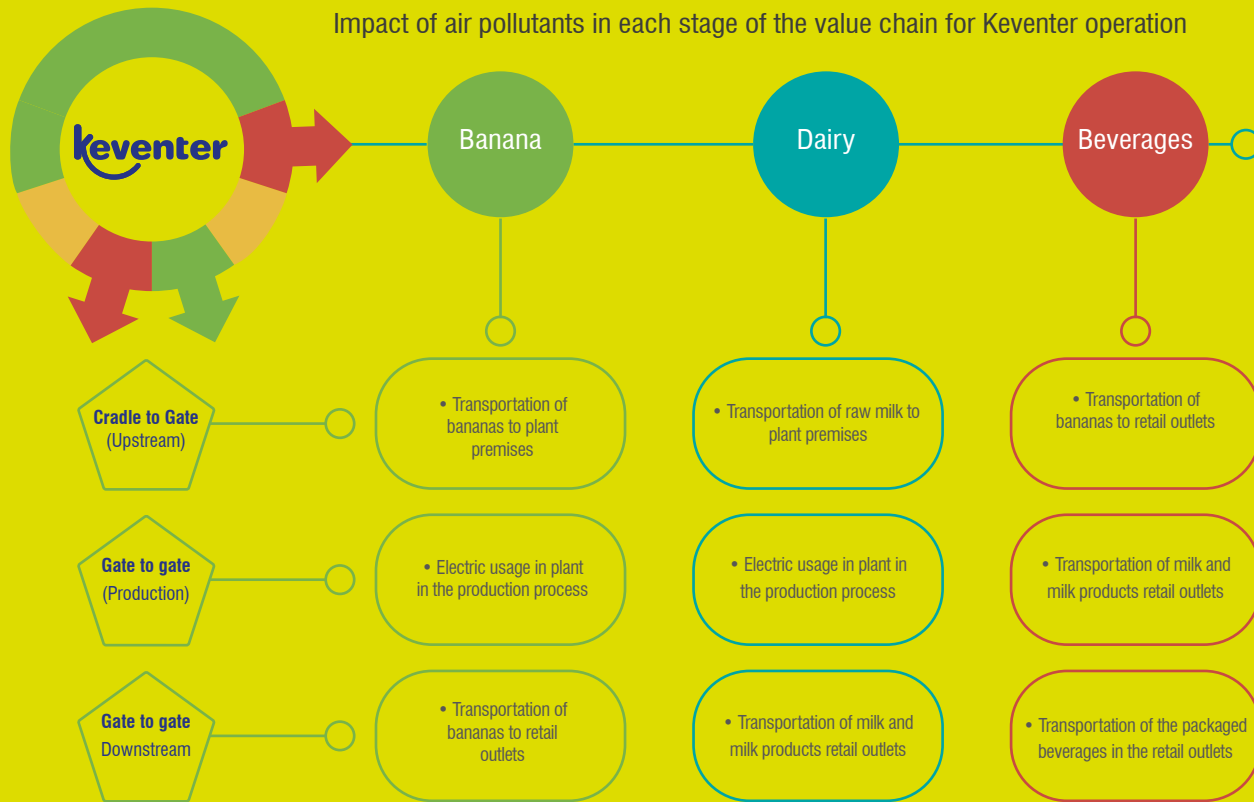 Impact of air pollutants in each stage of the value chain for Keventer operation
keventer
Banana
Dairy
Beverages
Cradle to Gate
(Upstream)
• Transportation of
bananas to plant
premises
• Transportation of raw milk to
plant premises
• Transportation of
bananas to retail outlets
Gate to gate
(Production)
• Electric usage in plant
in the production process
• Electric usage in plant in
the production process
• Transportation of milk and
milk products retail outlets
Gate to gate
Downstream
• Transportation of
bananas to retail
outlets
• Transportation of milk and
milk products retail outlets
• Transportation of the packaged
beverages in the retail outlets